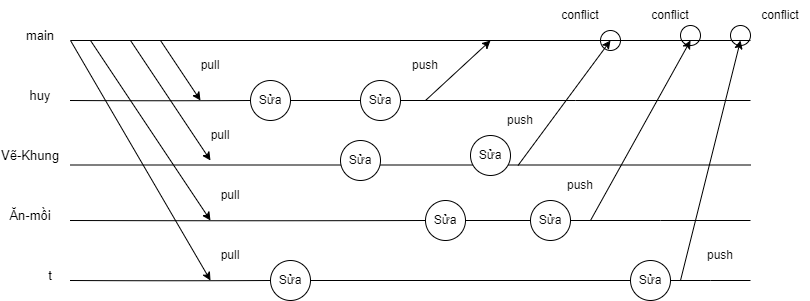 conflict
conflict
conflict
main
pull
push
huy
Sửa
Sửa
push
pull
Vẽ-Khung
Sửa
Sửa
push
pull
Ăn-mồi
Sửa
Sửa
pull
push
t
Sửa
Sửa